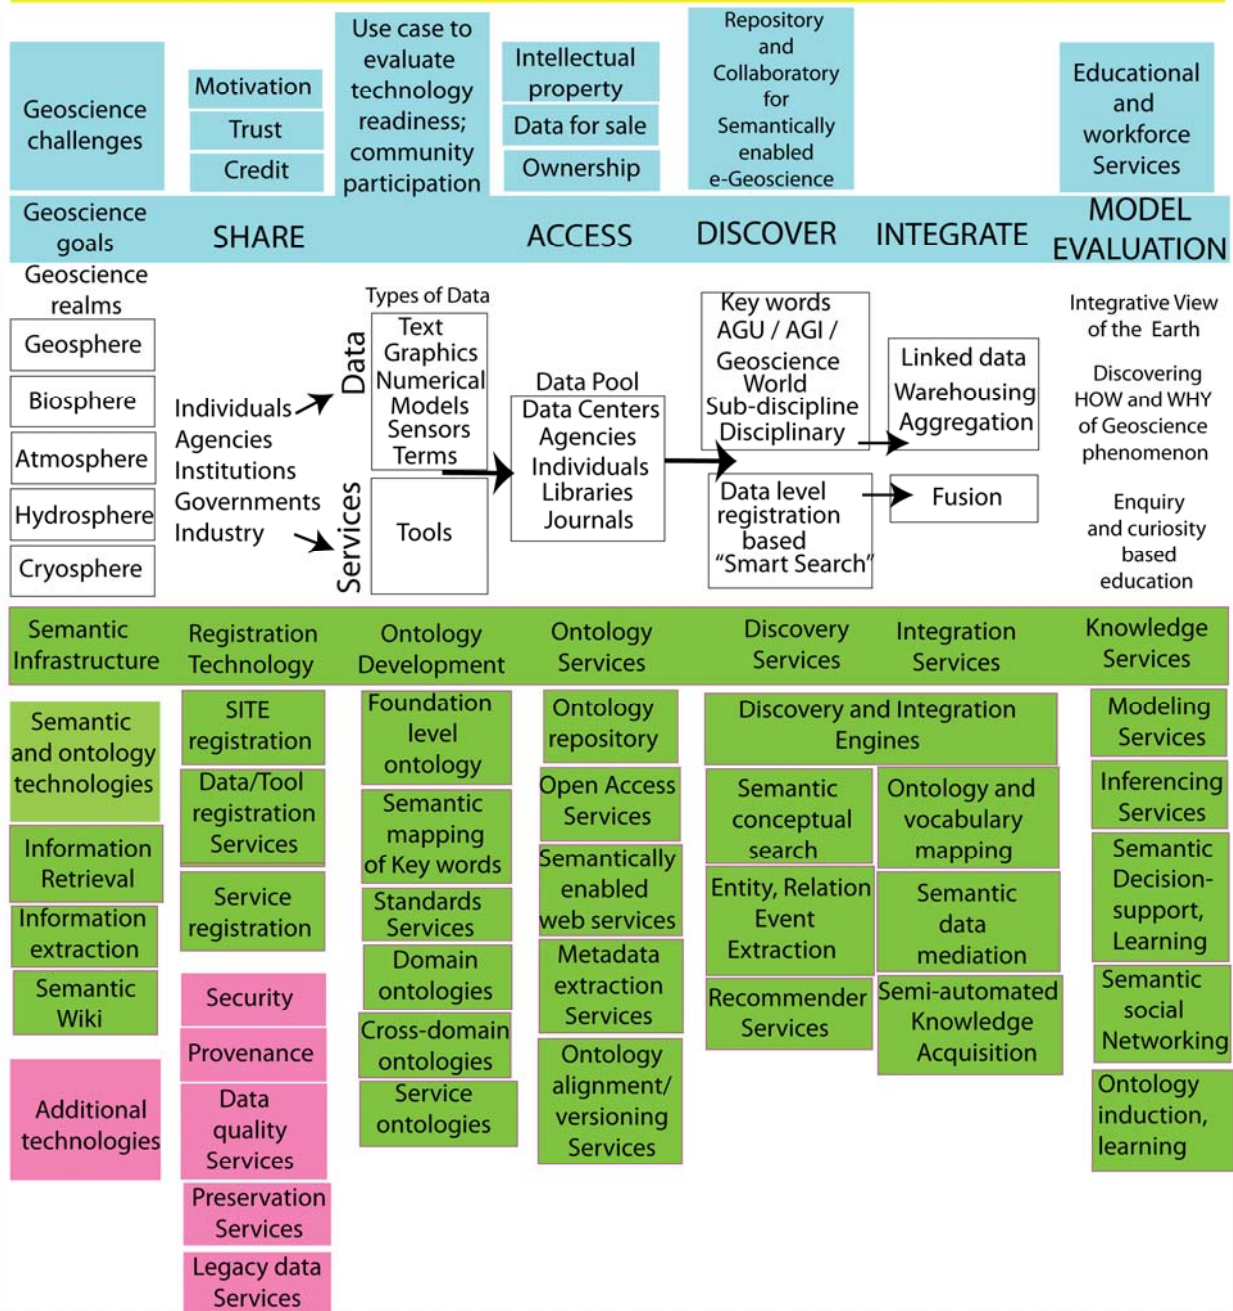 Geoscience
challenges
Motivation
Trust
Credit
Use case to
evaluate
technology
readiness;
community
participation
Intellectual
property
Data for sale
Ownership
Repository
and
Collaboratory
for
Semantically
enabled
e-Geoscience
Educational
and
workforce
Services
Geoscience
goals
SHARE
ACCESS
DISCOVER
INTEGRATE
MODEL
EVALUATION
Geoscience
realms
Geosphere
Biosphere
Atmosphere
Hydrosphere
Cryosphere
Individuals
Agencies
Institutions
Governments
Industry
Types of Data
Data
Text
Graphics
Numerical
Models
Sensors
Terms
Services
Tools
Data Pool
Data Centers
Agencies
Individuals
Libraries
Journals
Key words
AGU / AGI /
Geoscience
World
Sub-discipline
Disciplinary
Data level
registration
based
“Smart Search”
Linked data
Warehousing
Aggregation
Fusion
Integrative View
of the Earth
Discovering
HOW and WHY
of Geoscience
phenomenon
Enquiry
and curiosity
based
education
Semantic
Infrastructure
Registration
Technology
Ontology
Development
Ontology
Services
Discovery
Services
Integration
Services
Knowledge
Services
Semantic
and ontology
technologies
Information
Retrieval
Information
extraction
Semantic
Wiki
Additional
technologies
SITE
registration
Data/Tool
registration
Services
Service
registration
Security
Provenance
Data
quality
Services
Preservation
Services
Legacy data
Services
Foundation
level
ontology
Semantic
mapping
of Key words
Standards
Services
Domain
ontologies
Cross-domain
ontologies
Service
ontologies
Ontology
repository
Open Access
Services
Semantically
enabled
web services
Metadata
extraction
Services
Ontology
alignment/
versioning
Services
Discovery and Integration
Engines
Semantic
conceptual
search
Entity, Relation
Event
Extraction
Recommender
Services
Ontology and
vocabulary
mapping
Semantic
data
mediation
Semi-automated
Knowledge
Acquisition
Modeling
Services
Inferencing
Services
Semantic
Decision-
support,
Learning
Semantic
social
Networking
Ontology
induction,
learning